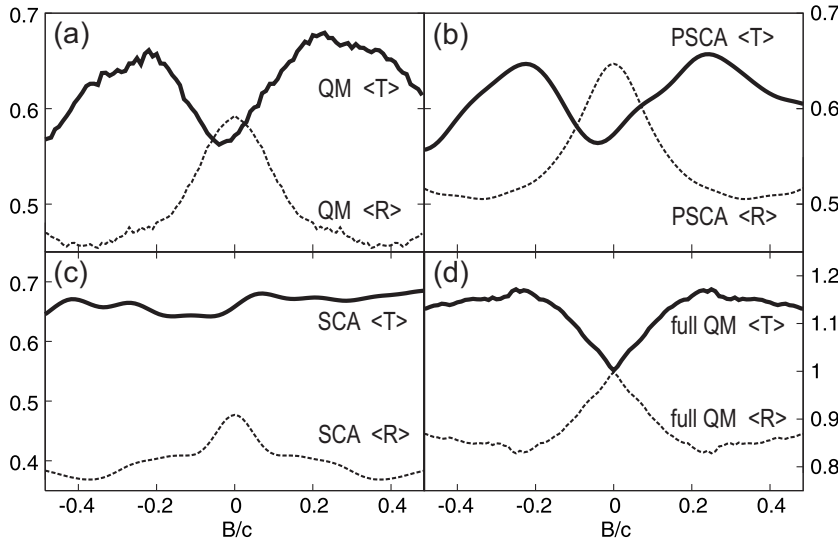 0.7
(a)
QM <T>
0.6
QM <R>
0.5
(b)
PSCA <T>
0.7
0.6
PSCA <R>
0.5
(c)
0.7
SCA <T>
0.6
0.5
SCA <R>
0.4
-0.4 -0.2 0 0.2 0.4
B/c
(d)
1.2
full QM <T>
1.1
1
full QM <R>
0.9
0.8
-0.4 -0.2 0 0.2 0.4
B/c